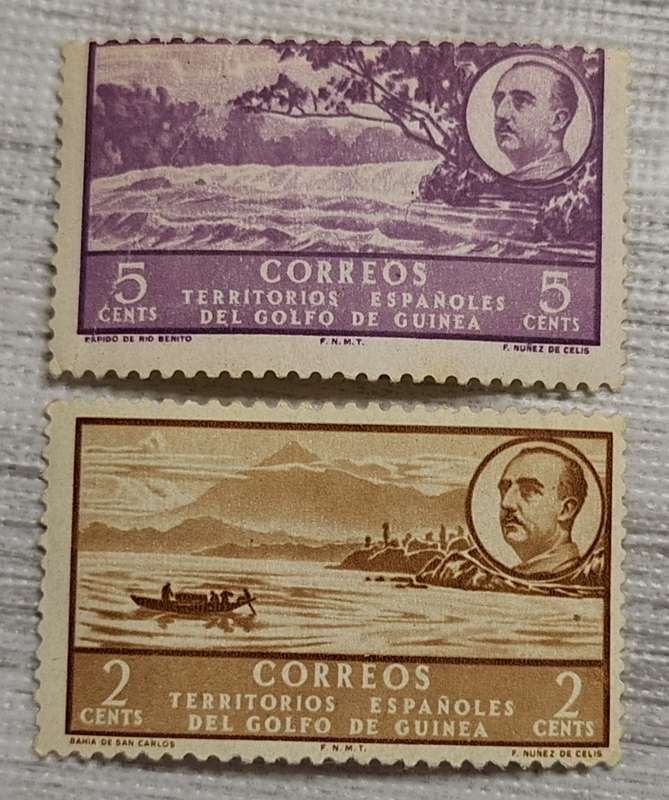 5 CENTS CORREOS 5 CENTS
TERRITORIOS ESPAÑOLES
DEL GOLFO DE GUINEA
RAPIDO DE RIO BENITO F.N.M.T. F. NUÑEZ DE CELIS
2 CENTS CORREOS 2 CENTS
TERRITORIOS ESPAÑOLES
DEL GOLFO DE GUINEA
BAHIA DE SAN CARLOS F.N.M.T. F. NUÑEZ DE CELIS